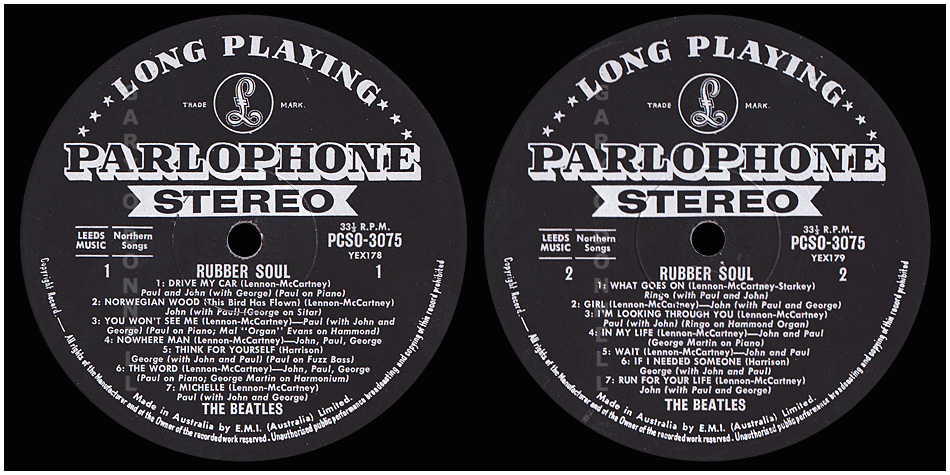 LONG PLAYING
TRADE MARK.
£
PARLOPHONE
STEREO
33⅓ R.P.M.
PCSO-3075
YEX178
LEEDS MUSIC
Northern Songs
1 RUBBER SOUL 1
1: DRIVE MY CAR (Lennon-McCartney)
Paul and John (with George) (Paul on Piano)
2: NORWEGIAN WOOD (This Bird Has Flown) (Lennon-McCartney)
John (with Paul) (George on Sitar)
3: YOU WON'T SEE ME (Lennon-McCartney)—Paul (with John and
George) (Paul on Piano; Mal "Organ" Evans on Hammond)
4: NOWHERE MAN (Lennon-McCartney)—John, Paul, George
5: THINK FOR YOURSELF (Harrison)
George (with John and Paul) (Paul on Fuzz Bass)
6: THE WORD (Lennon-McCartney)—John, Paul, George
(Paul on Piano; George Martin on Harmonium)
7: MICHELLE (Lennon-McCartney)
Paul (with John and George)
THE BEATLES
Made in Australia by E.M.I. (Australia) Limited.
Copyright Record.— All rights of the Manufacturer and of the Owner of the recorded work reserved. Unauthorised public performance broadcasting and copying of this record prohibited
LONG PLAYING
TRADE MARK.
£
PARLOPHONE
STEREO
33⅓ R.P.M.
PCSO-3075
YEX179
LEEDS MUSIC
Northern Songs
2 RUBBER SOUL 2
1: WHAT GOES ON (Lennon-McCartney-Starkey)
Ringo (with Paul and John)
2: GIRL (Lennon-McCartney)—John (with Paul and George)
3: I'M LOOKING THROUGH YOU (Lennon-McCartney)
Paul (with John) (Ringo on Hammond Organ)
4: IN MY LIFE (Lennon-McCartney)—John and Paul
(George Martin on Piano)
5: WAIT (Lennon-McCartney)—John and Paul
6: IF I NEEDED SOMEONE (Harrison)
George (with John and Paul)
7: RUN FOR YOUR LIFE (Lennon-McCartney)
John (with Paul and George)
THE BEATLES
Made in Australia by E.M.I. (Australia) Limited.
Copyright Record.— All rights of the Manufacturer and of the Owner of the recorded work reserved. Unauthorised public performance broadcasting and copying of this record prohibited